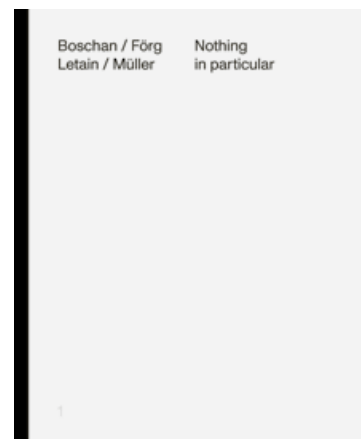 Boschan / Förg
Letain / Müller
Nothing
in particular
1